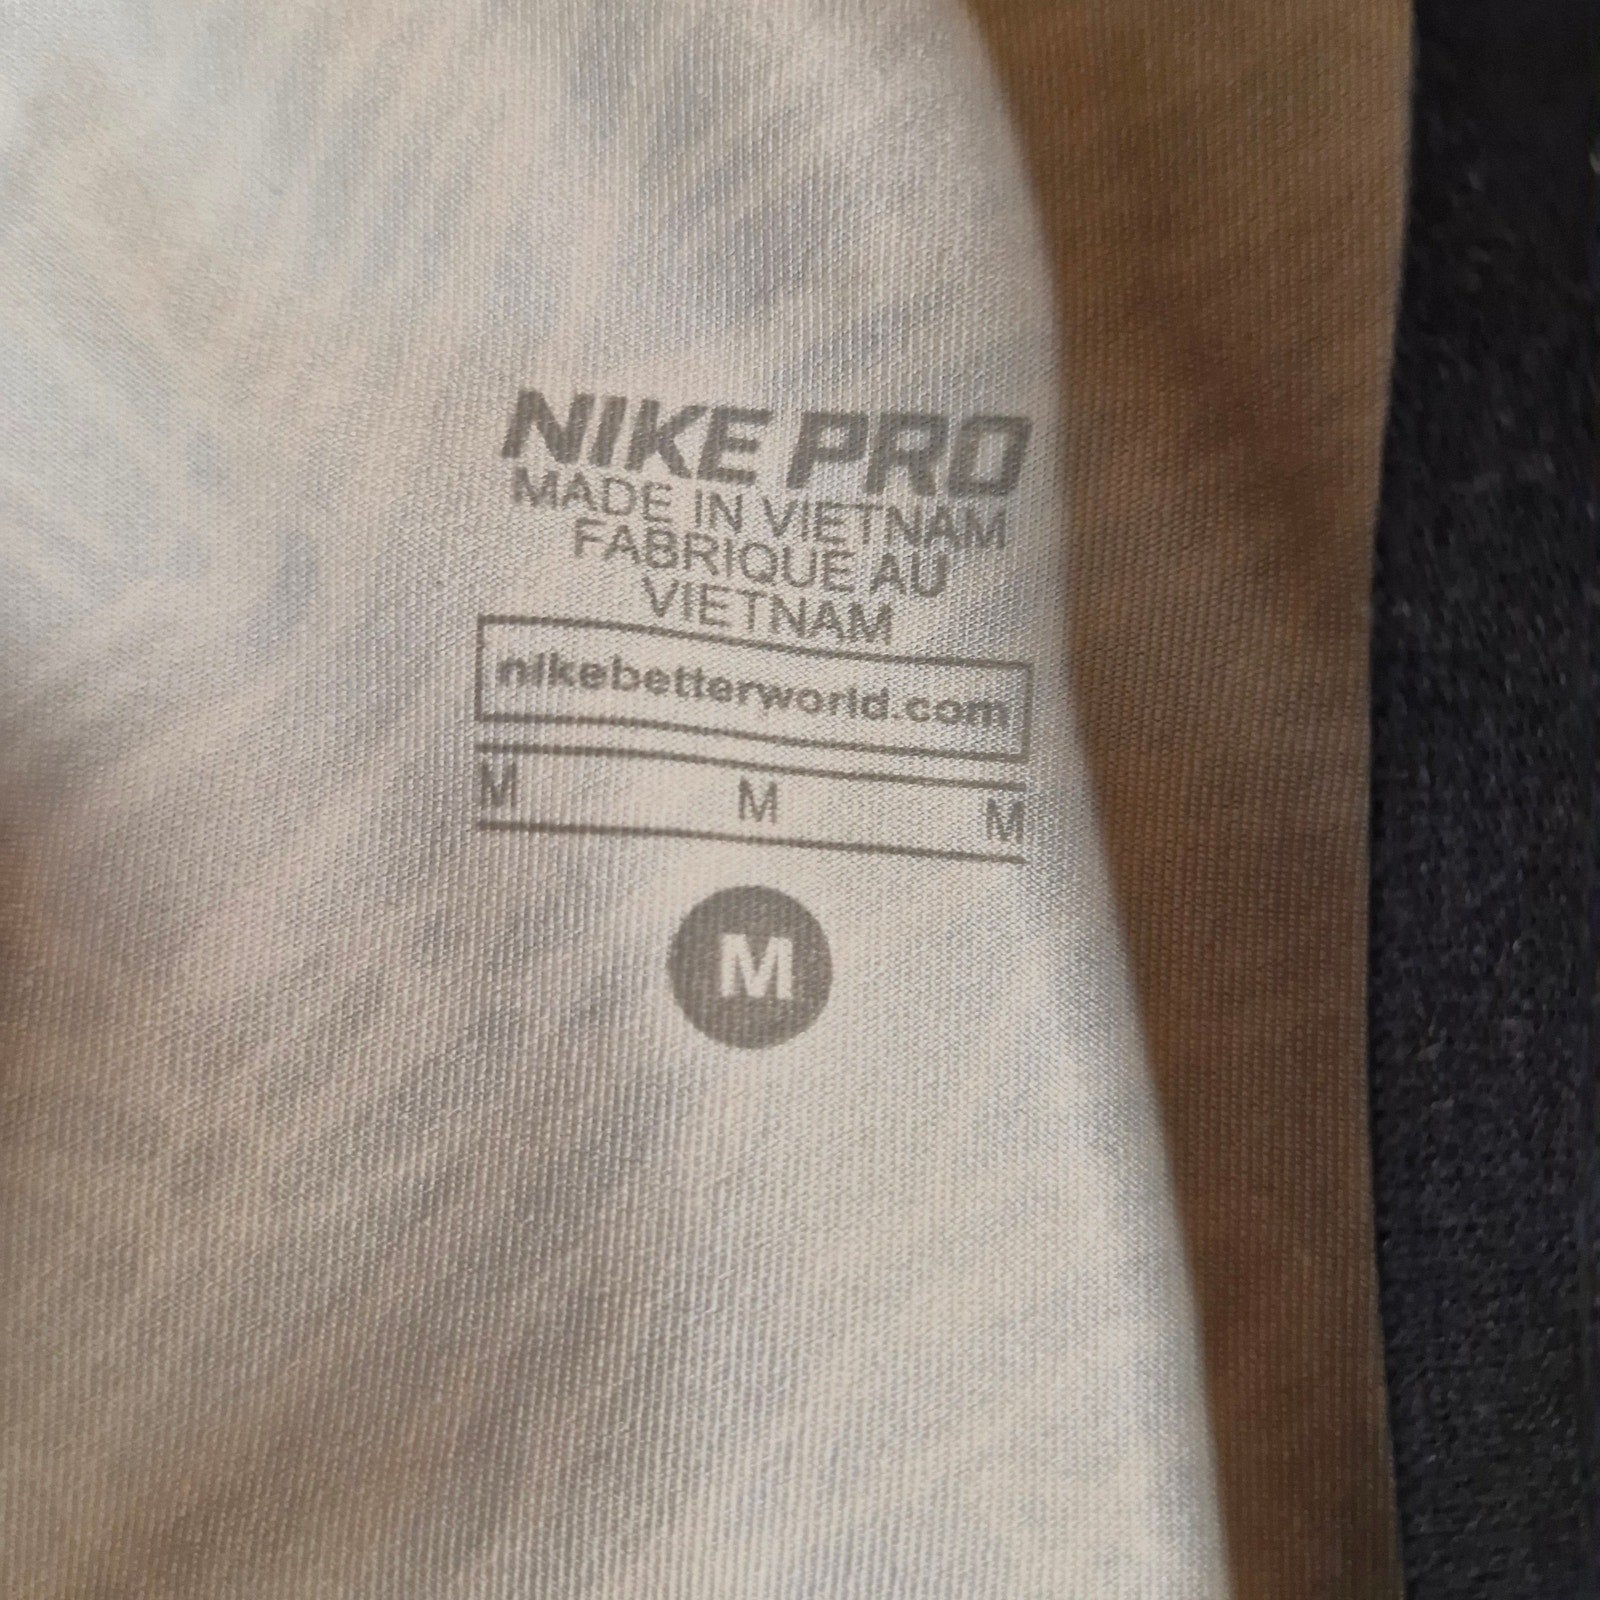 NIKE PRO
MADE IN VIETNAM
FABRIQUE AU
VIETNAM
nikebetterworld.com
M M M
M